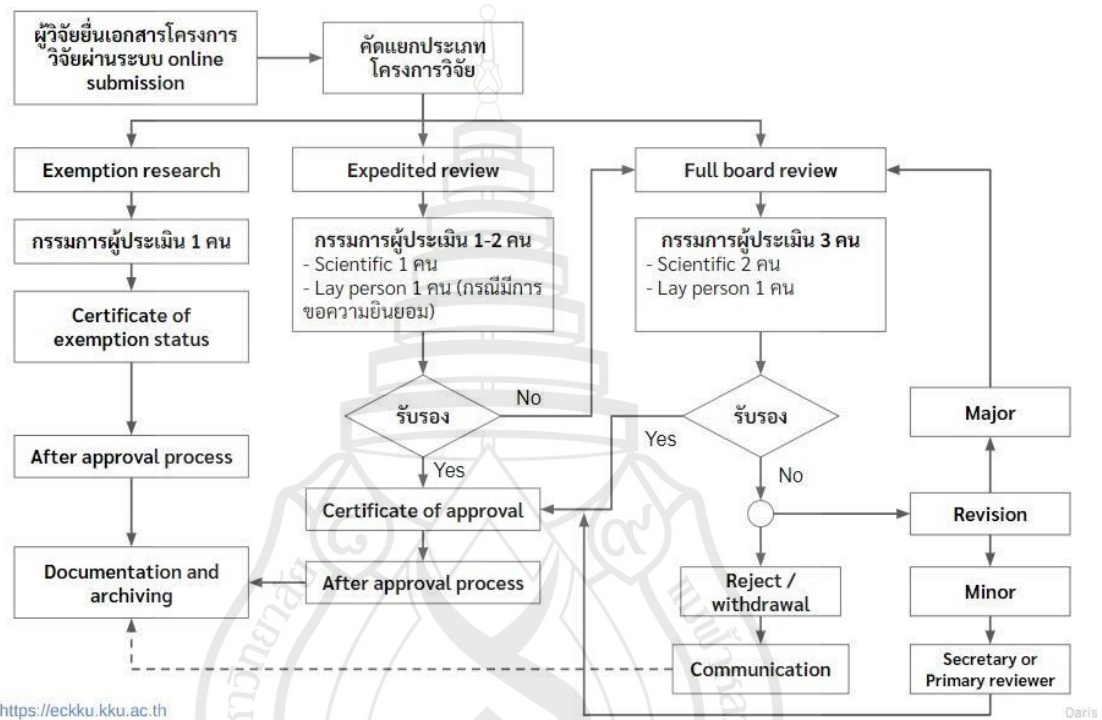 ผู้วิจัยยื่นเอกสารโครงการ
วิจัยผ่านระบบ online
submission
คัดแยกประเภท
โครงการวิจัย
Exemption research
Expedited review
Full board review
กรรมการผู้ประเมิน 1 คน
กรรมการผู้ประเมิน 1-2 คน
- Scientific 1 คน
- Lay person 1 คน (กรณีมีการ
ขอความยินยอม)
กรรมการผู้ประเมิน 3 คน
- Scientific 2 คน
- Lay person 1 คน
Certificate of
exemption status
รับรอง
No
Yes
รับรอง
Yes
No
Major
After approval process
Certificate of approval
Revision
Documentation and
archiving
After approval process
Reject /
withdrawal
Minor
Communication
Secretary or
Primary reviewer
https://eckku.kku.ac.th
Daris